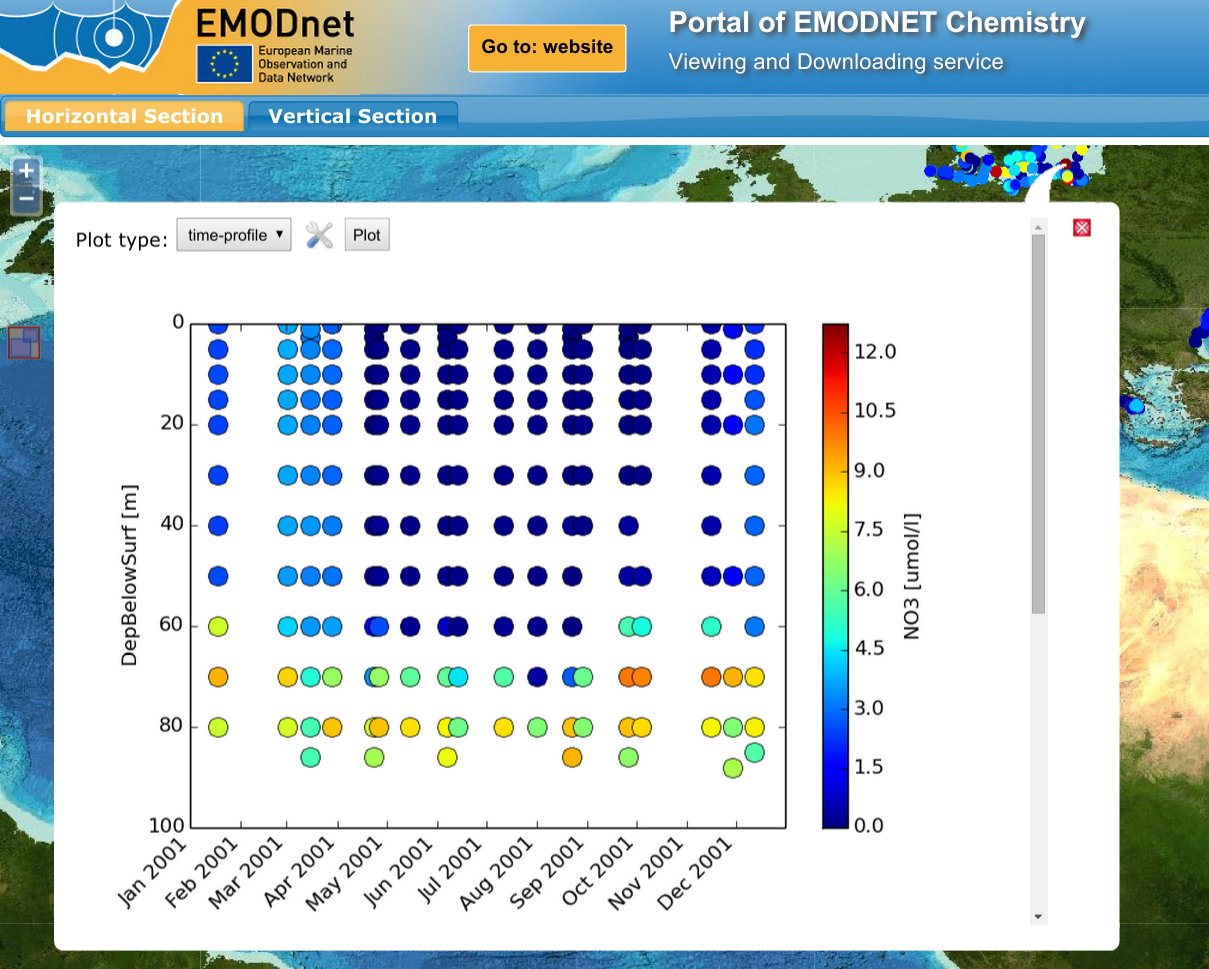 EMODnet
European Marine
Observation and
Data Network
Go to: website
Portal of EMODNET Chemistry
Viewing and Downloading service
Horizontal Section
Vertical Section
+
−
Plot type:
time-profile
Plot
0
20
40
60
80
100
DepBelowSurf [m]
Jan 2001
Feb 2001
Mar 2001
Apr 2001
May 2001
Jun 2001
Jul 2001
Aug 2001
Sep 2001
Oct 2001
Nov 2001
Dec 2001
12.0
10.5
9.0
7.5
6.0
4.5
3.0
1.5
0.0
NO3 [umol/l]